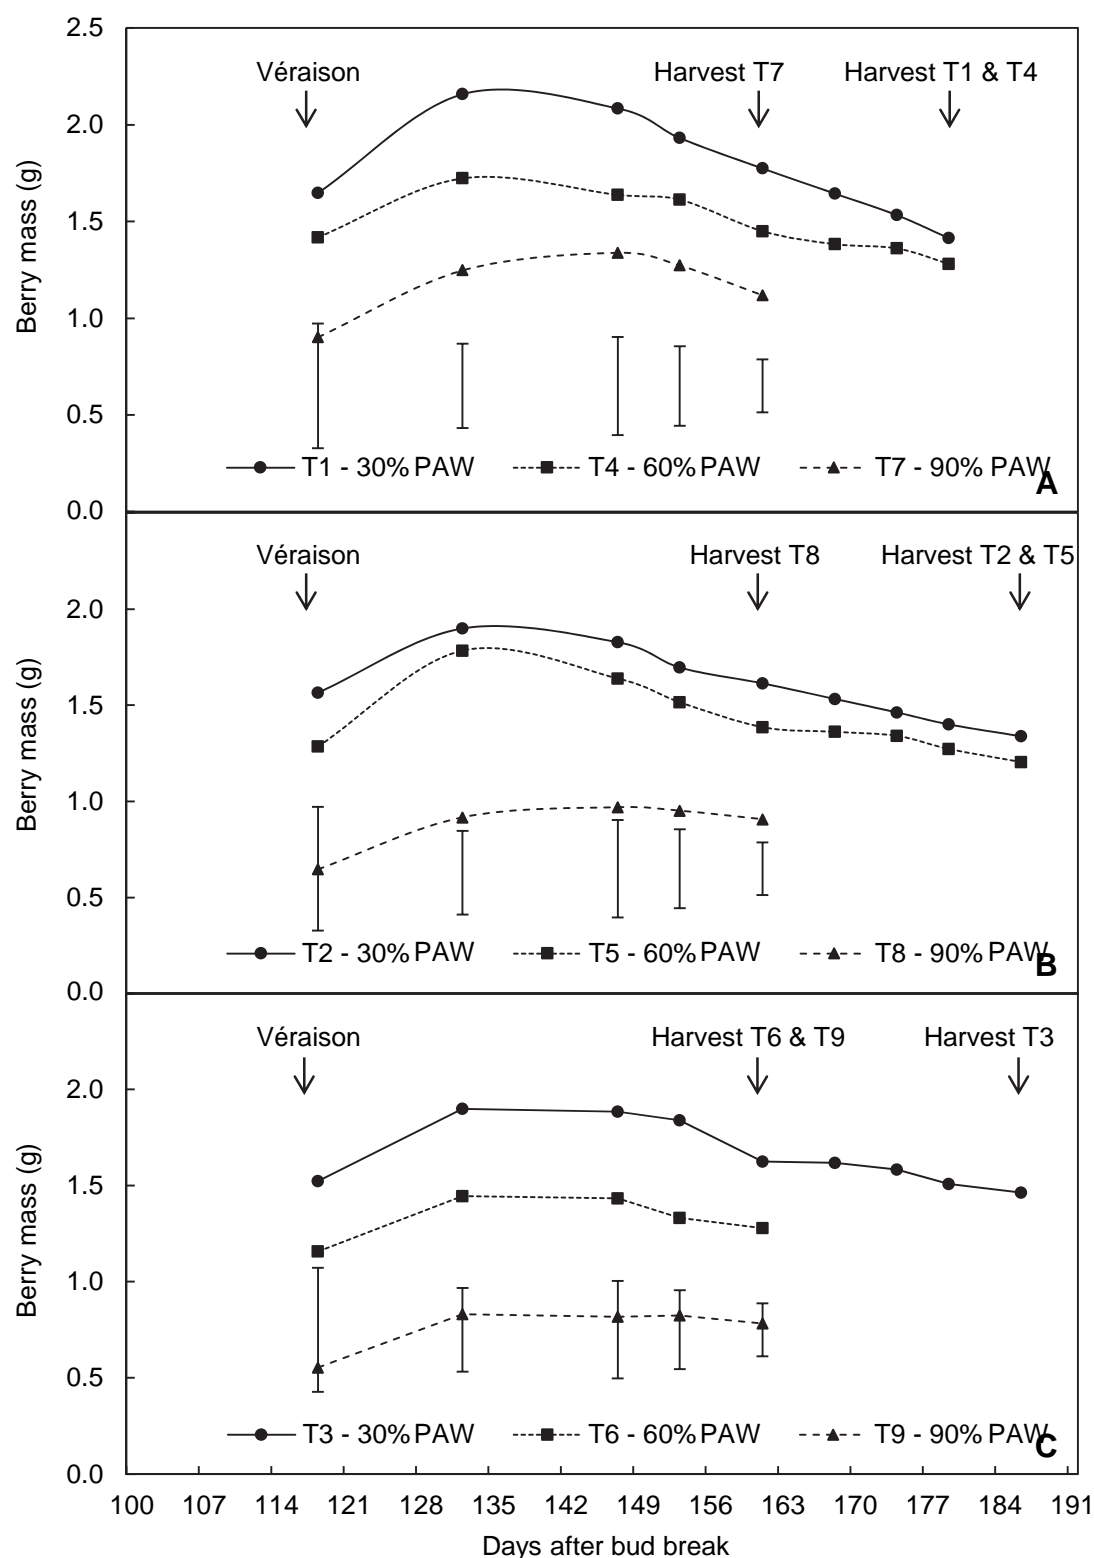 2.5
Véraison
Harvest T7
Harvest T1 & T4
2.0
1.5
Berry mass (g)
1.0
0.5
T1 - 30% PAW
T4 - 60% PAW
T7 - 90% PAW
A
0.0
Véraison
Harvest T8
Harvest T2 & T5
2.0
1.5
Berry mass (g)
1.0
0.5
T2 - 30% PAW
T5 - 60% PAW
T8 - 90% PAW
B
0.0
Véraison
Harvest T6 & T9
Harvest T3
2.0
1.5
Berry mass (g)
1.0
0.5
T3 - 30% PAW
T6 - 60% PAW
T9 - 90% PAW
C
0.0
100 107 114 121 128 135 142 149 156 163 170 177 186 191
Days after bud break